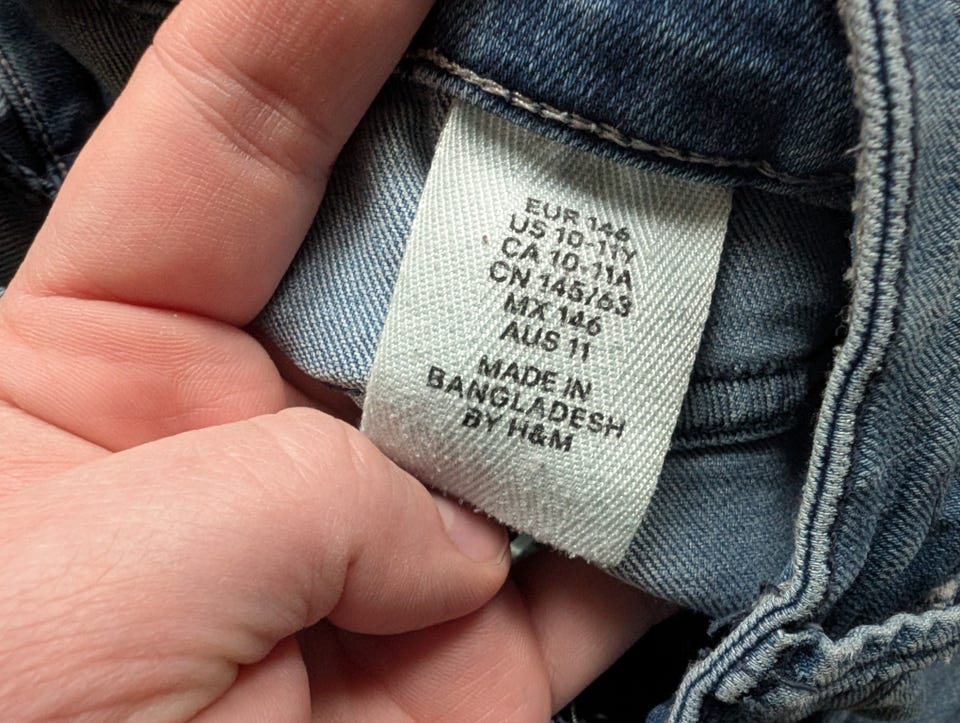 EUR 146
US 10-11Y
CA 10-11A
CN 145/63
MX 146
AUS 11
MADE IN
BANGLADESH
BY H&M